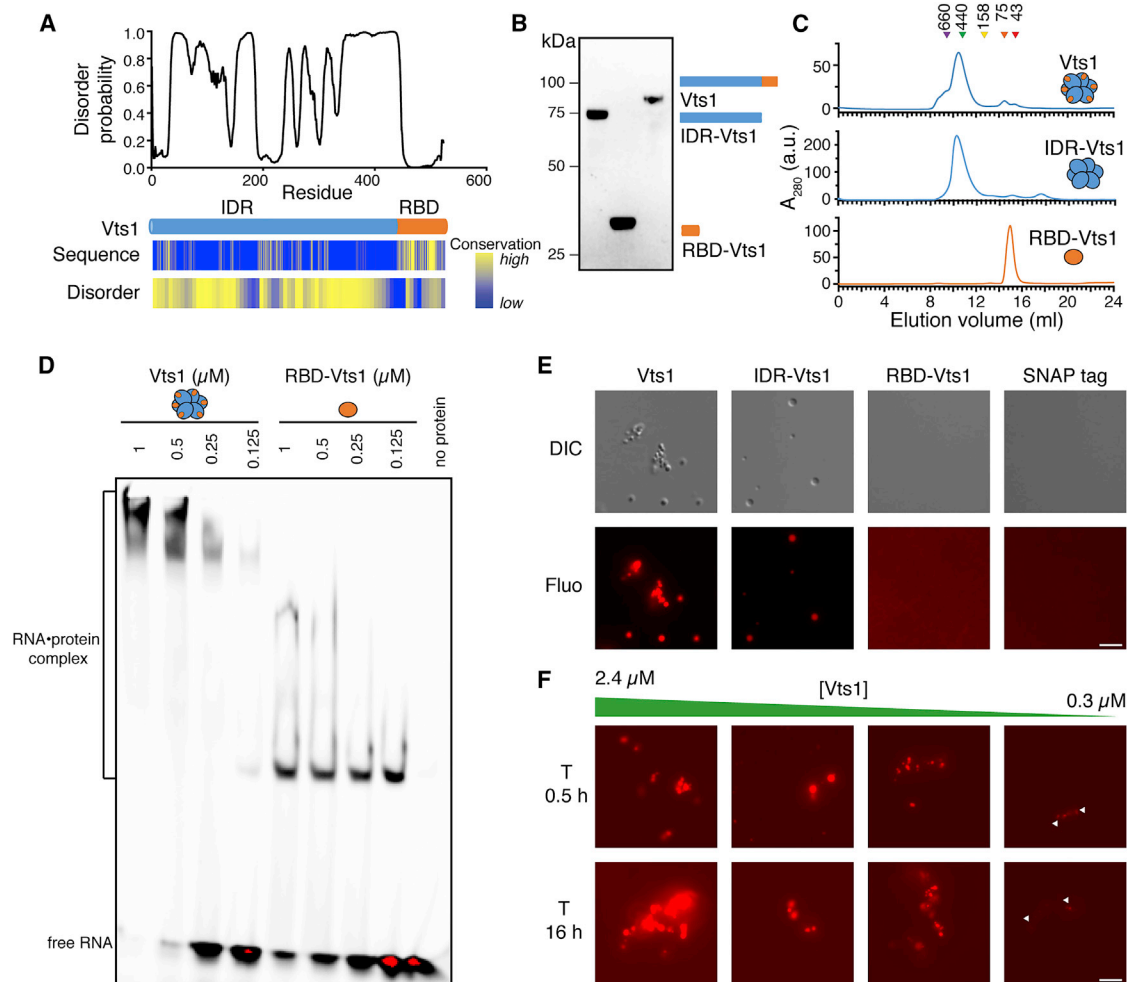 A
Disorder
probability
1.0
0.8
0.6
0.4
0.2
0.0
0
200
400
600
Residue
IDR
RBD
Vts1
Sequence
Disorder
Conservation
high
low
B
kDa
100
75
50
25
Vts1
IDR-Vts1
RBD-Vts1
C
660
440
158
75
43
A280 (a.u.)
50
0
Vts1
200
100
0
IDR-Vts1
100
50
0
RBD-Vts1
0 4 8 12 16 20 24
Elution volume (ml)
D
Vts1 (µM)
RBD-Vts1 (µM)
1 0.5 0.25 0.125 1 0.5 0.25 0.125 no protein
RNA•protein
complex
free RNA
E
Vts1 IDR-Vts1 RBD-Vts1 SNAP tag
DIC
Fluo
F
2.4 µM
[Vts1]
0.3 µM
T
0.5 h
T
16 h